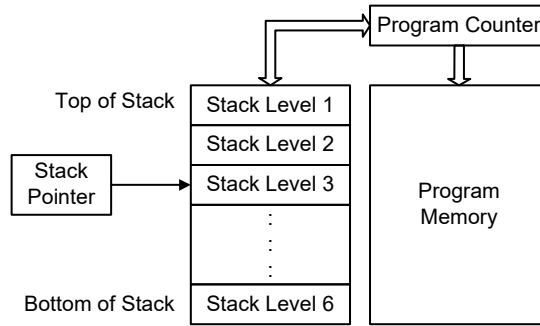 Program Counter
Top of Stack
Stack Level 1
Stack Level 2
Stack
Pointer
Stack Level 3
:
:
:
Program
Memory
Bottom of Stack
Stack Level 6